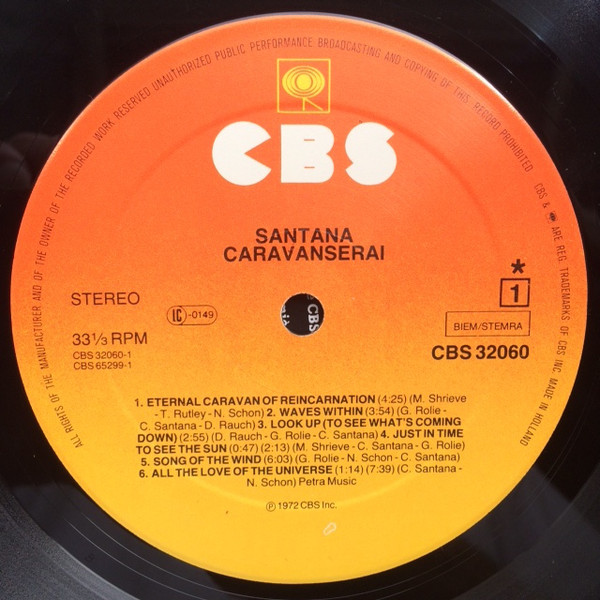 ALL RIGHTS OF THE MANUFACTURER AND OF THE OWNER OF THE RECORDED WORK RESERVED UNAUTHORIZED PUBLIC PERFORMANCE BROADCASTING AND COPYING OF THIS RECORD PROHIBITED CBS & ARE REG. TRADEMARKS OF CBS INC MADE IN HOLLAND
CBS
SANTANA
CARAVANSERAI
STEREO
LC-0149
CBS
*
1
BIEM/STEMRA
33⅓ RPM
CBS 32060
CBS 32060-1
CBS 65299-1
1. ETERNAL CARAVAN OF REINCARNATION (4:25) (M. Shrieve
- T. Rutley - N. Schon) 2. WAVES WITHIN (3:54) (G. Rolie -
C. Santana - D. Rauch) 3. LOOK UP (TO SEE WHAT'S COMING
DOWN) (2:55) (D. Rauch - G. Rolie - C. Santana) 4. JUST IN TIME
TO SEE THE SUN (0:47) (2:13) (M. Shrieve - C. Santana - G. Rolie)
5. SONG OF THE WIND (6:03) (G. Rolie - N. Schon - C. Santana)
6. ALL THE LOVE OF THE UNIVERSE (1:14) (7:39) (C. Santana -
N. Schon) Petra Music
℗ 1972 CBS Inc.